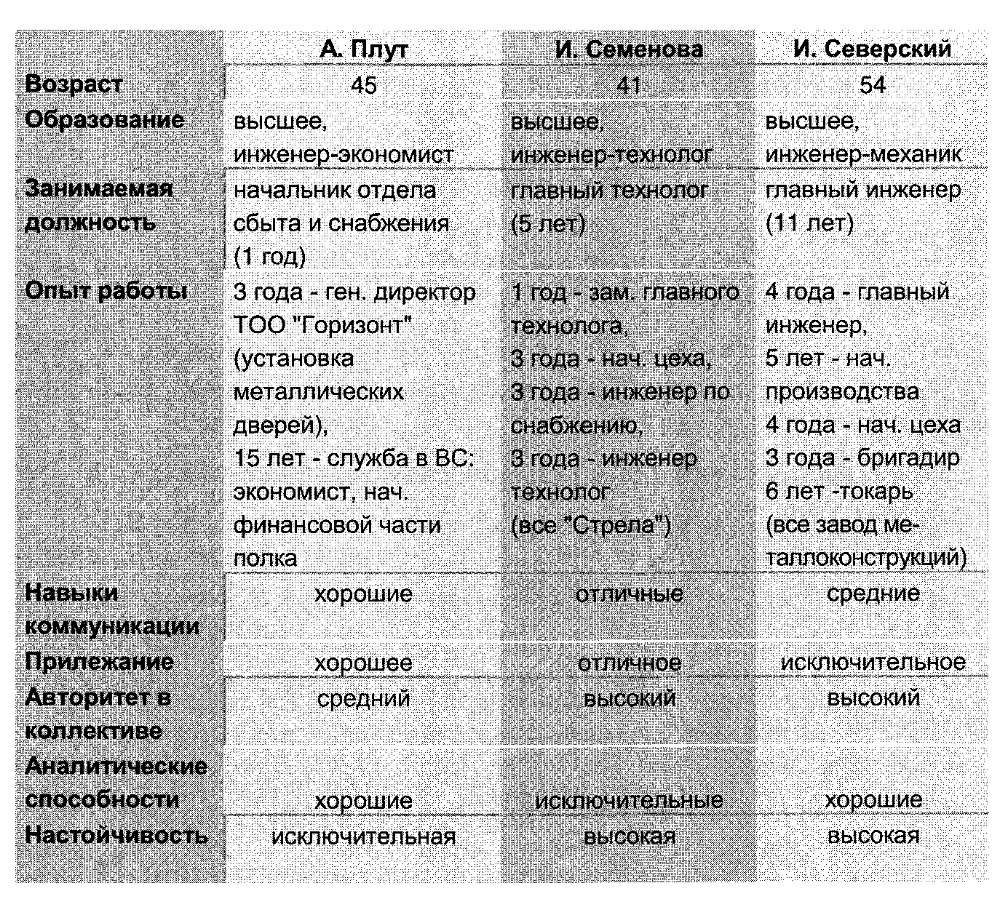 А. Плут И. Семенова И. Северский
Возраст 45 41 54
Образование высшее, высшее, высшее,
инженер-экономист инженер-технолог инженер-механик
Занимаемая начальник отдела главный технолог главный инженер
должность сбыта и снабжения (5 лет) (11 лет)
(1 год)
Опыт работы 3 года - ген. директор 1 год - зам. главного 4 года - главный
ТОО "Горизонт" технолога, инженер,
(установка 3 года - нач. цеха, 5 лет - нач.
металлических 3 года - инженер по производства
дверей), снабжению, 4 года - нач. цеха
15 лет - служба в ВС: 3 года - инженер 3 года - бригадир
экономист, нач. технолог 6 лет -токарь
финансовой части (все "Стрела") (все завод ме-
полка таллоконструкций)
Навыки хорошие отличные средние
коммуникации
Прилежание хорошее отличное исключительное
Авторитет в средний высокий высокий
коллективе
Аналитические
способности хорошие исключительные хорошие
Настойчивость исключительная высокая высокая